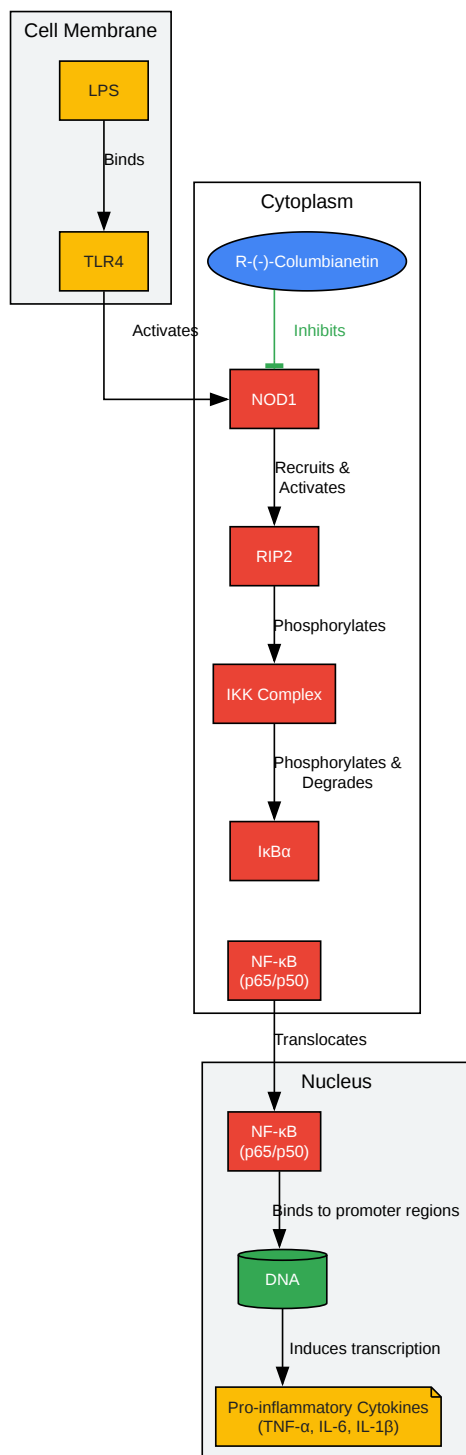 Cell Membrane
LPS
Binds
TLR4
Activates
Cytoplasm
R-(-)-Columbianetin
Inhibits
NOD1
Recruits &
Activates
RIP2
Phosphorylates
IKK Complex
Phosphorylates &
Degrades
IκBα
NF-κB
(p65/p50)
Translocates
Nucleus
NF-κB
(p65/p50)
Binds to promoter regions
DNA
Induces transcription
Pro-inflammatory Cytokines
(TNF-α, IL-6, IL-1β)